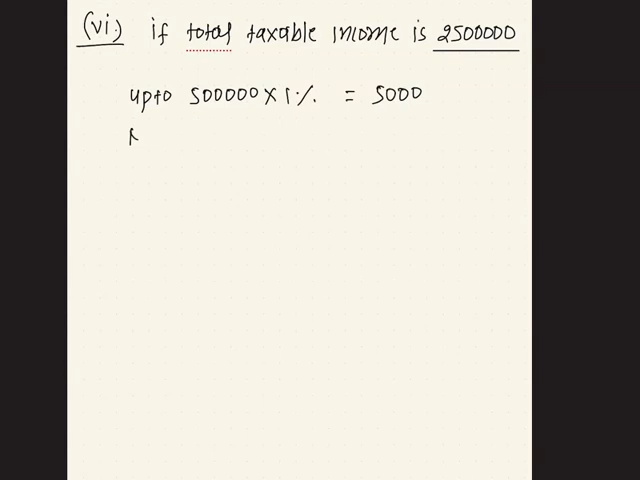 (vi.) if total taxable income is 2500000
upto 500000 × 1% = 5000